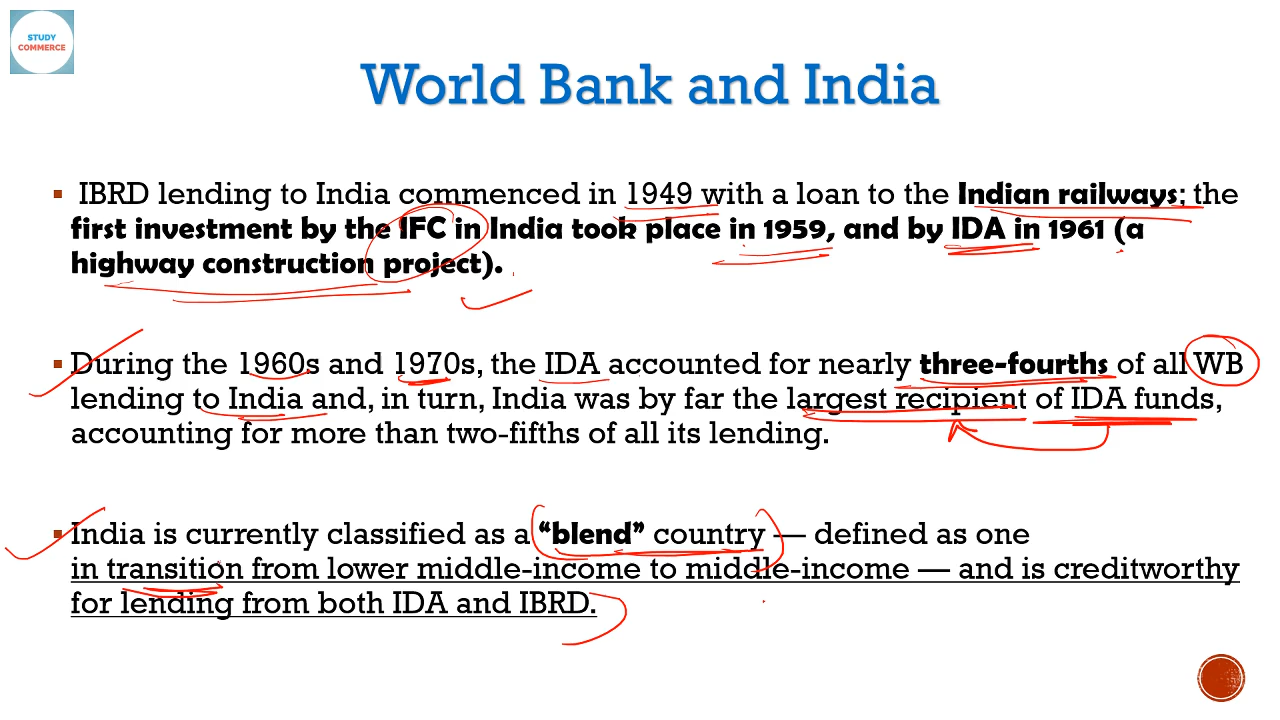 STUDY
COMMERCE
World Bank and India
▪ IBRD lending to India commenced in 1949 with a loan to the Indian railways; the
first investment by the IFC in India took place in 1959, and by IDA in 1961 (a
highway construction project).
▪ During the 1960s and 1970s, the IDA accounted for nearly three-fourths of all WB
lending to India and, in turn, India was by far the largest recipient of IDA funds,
accounting for more than two-fifths of all its lending.
▪ India is currently classified as a “blend” country — defined as one
in transition from lower middle-income to middle-income — and is creditworthy
for lending from both IDA and IBRD.